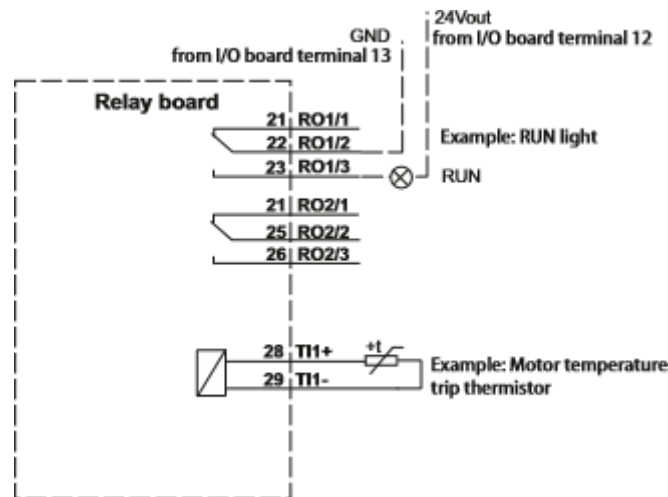 24Vout
GND
from I/O board terminal 12
from I/O board terminal 13
Relay board
21 RO1/1
22 RO1/2
Example: RUN light
23 RO1/3
RUN
21 RO2/1
25 RO2/2
26 RO2/3
+t
28 TI1+
Example: Motor temperature
29 TI1-
trip thermistor